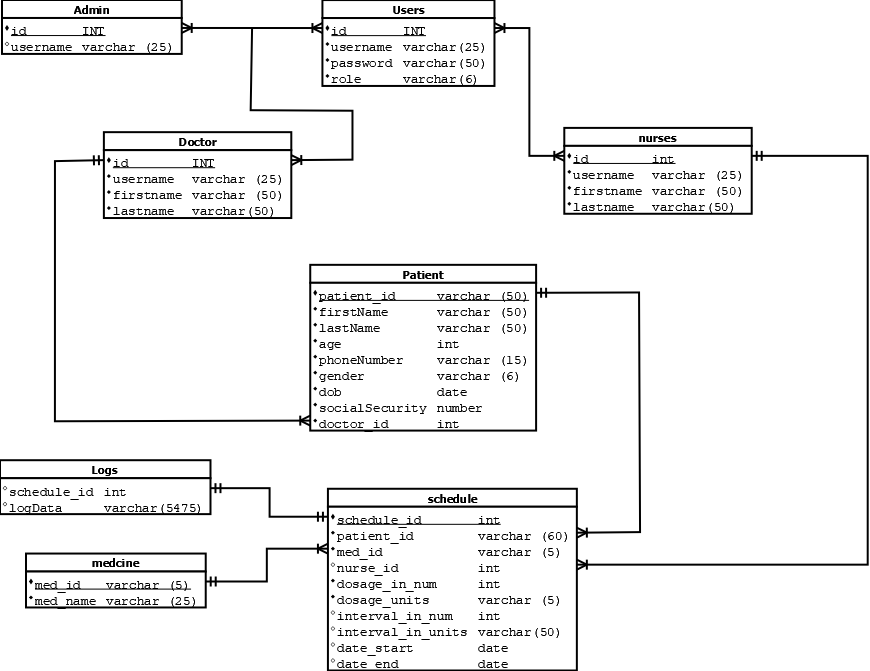 Admin
id INT
username varchar (25)
Users
id INT
username varchar(25)
password varchar(50)
role varchar(6)
Doctor
id INT
username varchar (25)
firstname varchar (50)
lastname varchar(50)
nurses
id int
username varchar (25)
firstname varchar (50)
lastname varchar(50)
Patient
patient_id varchar (50)
firstName varchar (50)
lastName varchar (50)
age int
phoneNumber varchar (15)
gender varchar (6)
dob date
socialSecurity number
doctor_id int
Logs
schedule_id int
logData varchar(5475)
medcine
med_id varchar (5)
med_name varchar (25)
schedule
schedule_id int
patient_id varchar (60)
med_id varchar (5)
nurse_id int
dosage_in_num int
dosage_units varchar (5)
interval_in_num int
interval_in_units varchar(50)
date_start date
date_end date